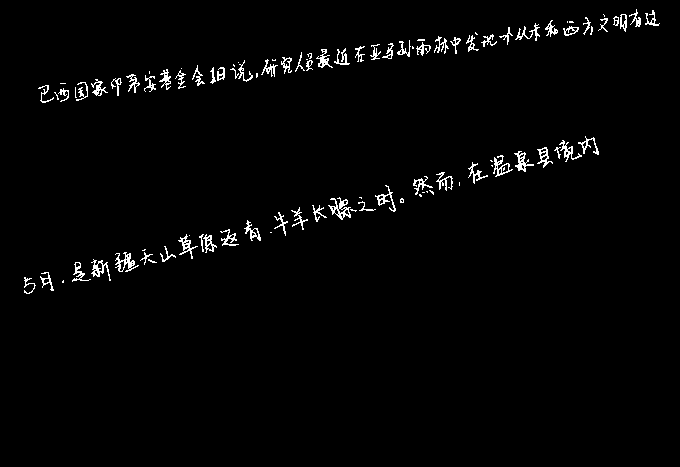 巴西国家印第安基金会19日说,研究人员最近在亚马孙雨林中发现个从未和西方文明有过
5月,是新疆天山草原返青、牛羊长膘之时。然而,在温泉县境内